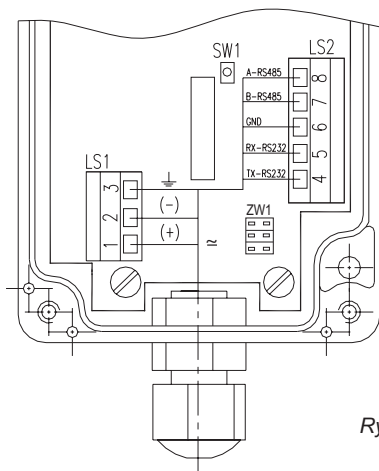 SW1
LS2
A-RS485
8
B-RS485
7
GND
6
RX-RS232
5
TX-RS232
4
LS1
3
(-)
2
(+)
1
≃
ZW1
Ry